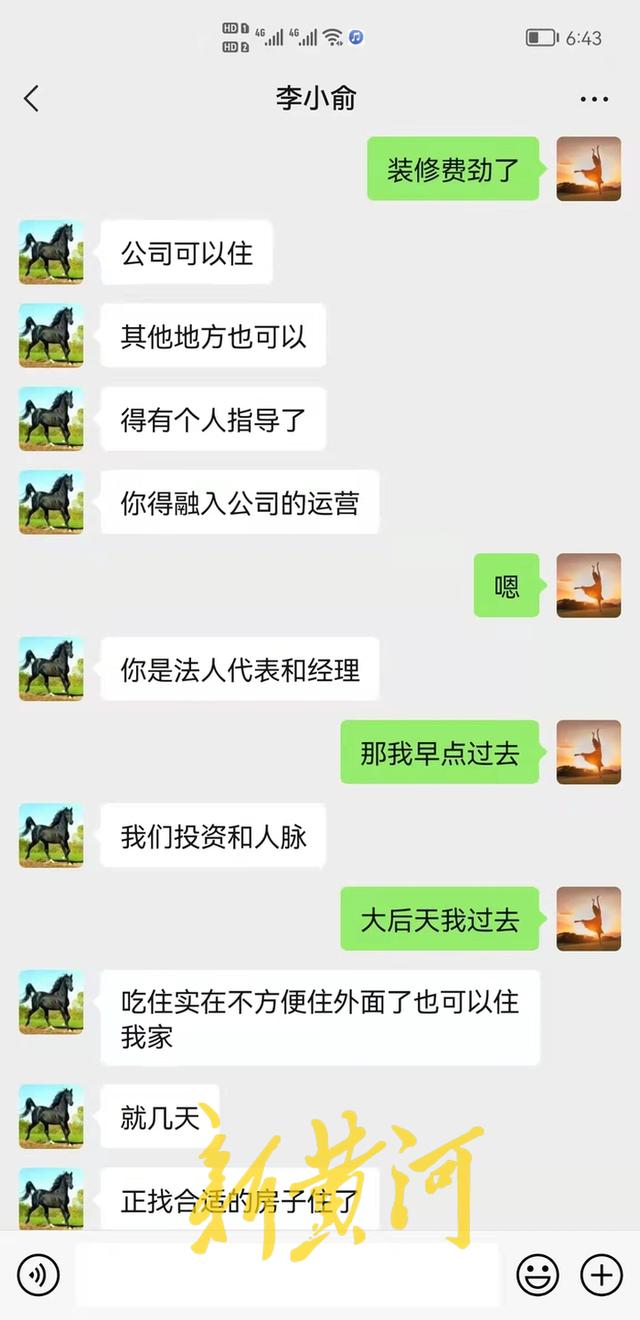 HD 1 4G 4G 6:43
HD 2
李小俞
装修费劲了
公司可以住
其他地方也可以
得有个人指导了
你得融入公司的运营
嗯
你是法人代表和经理
那我早点过去
我们投资和人脉
大后天我过去
吃住实在不方便住外面了也可以住
我家
就几天
正找合适的房子住了
新黄河